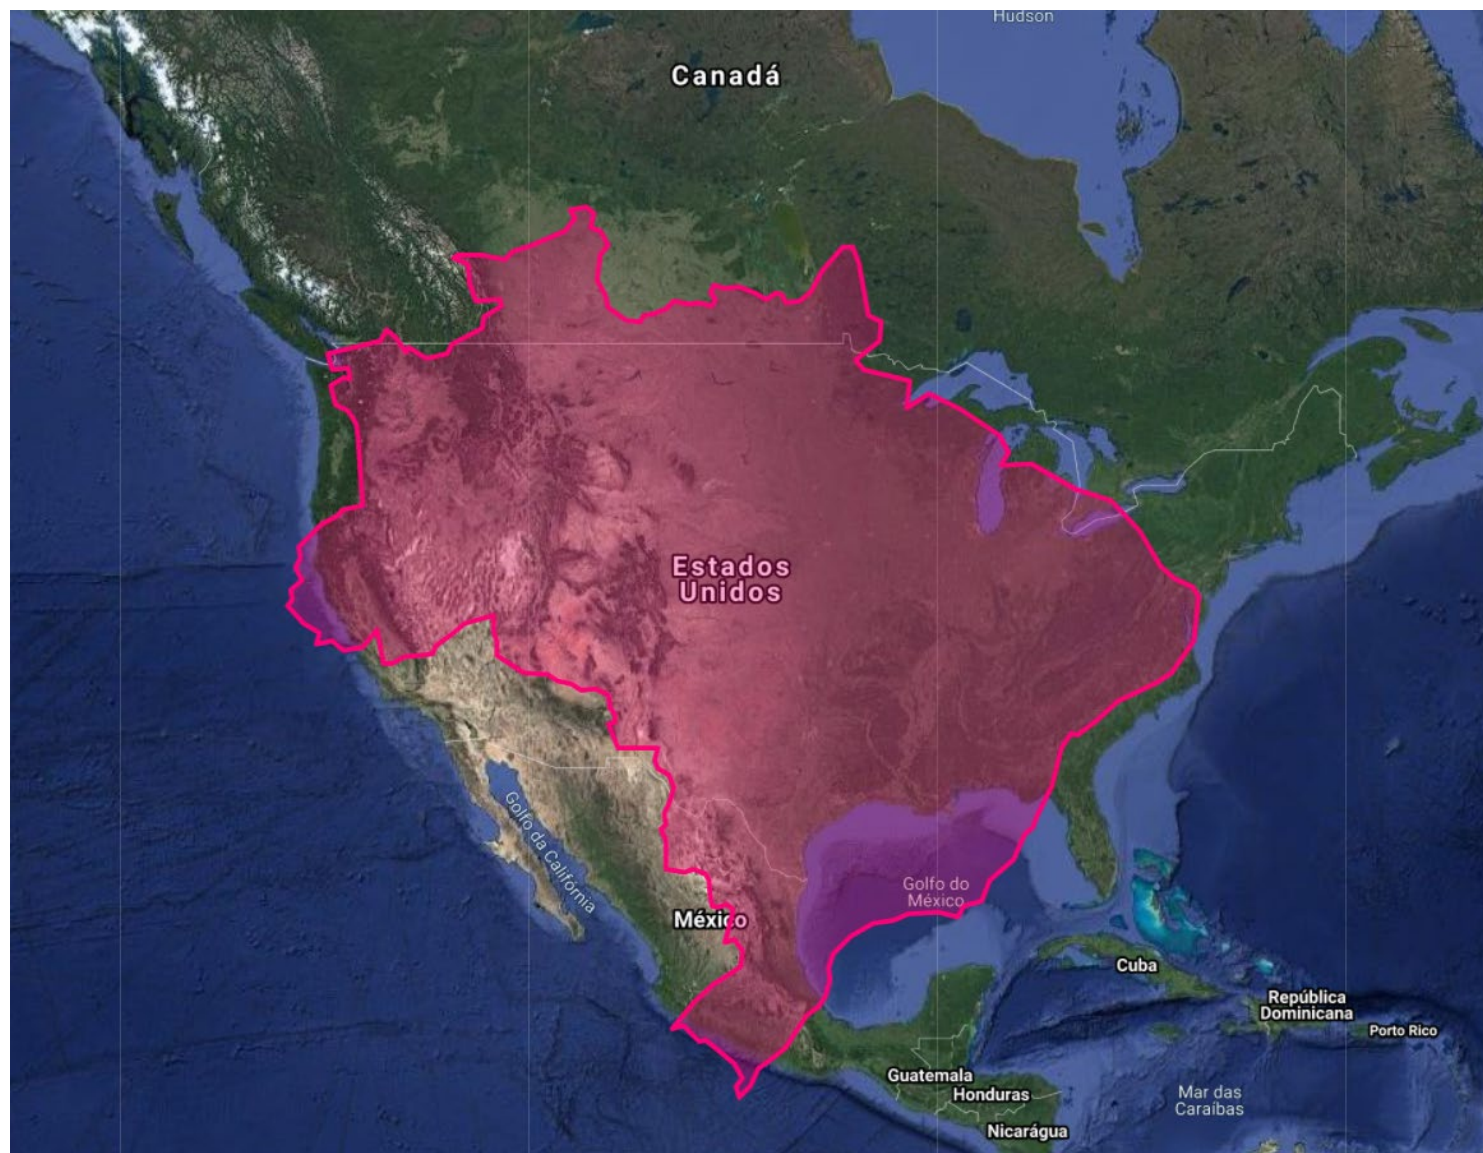 Hudson
Canadá
Estados
Unidos
Golfo da Califórnia
Golfo do
México
México
Cuba
República
Dominicana
Porto Rico
Guatemala
Honduras
Mar das
Caraíbas
Nicarágua